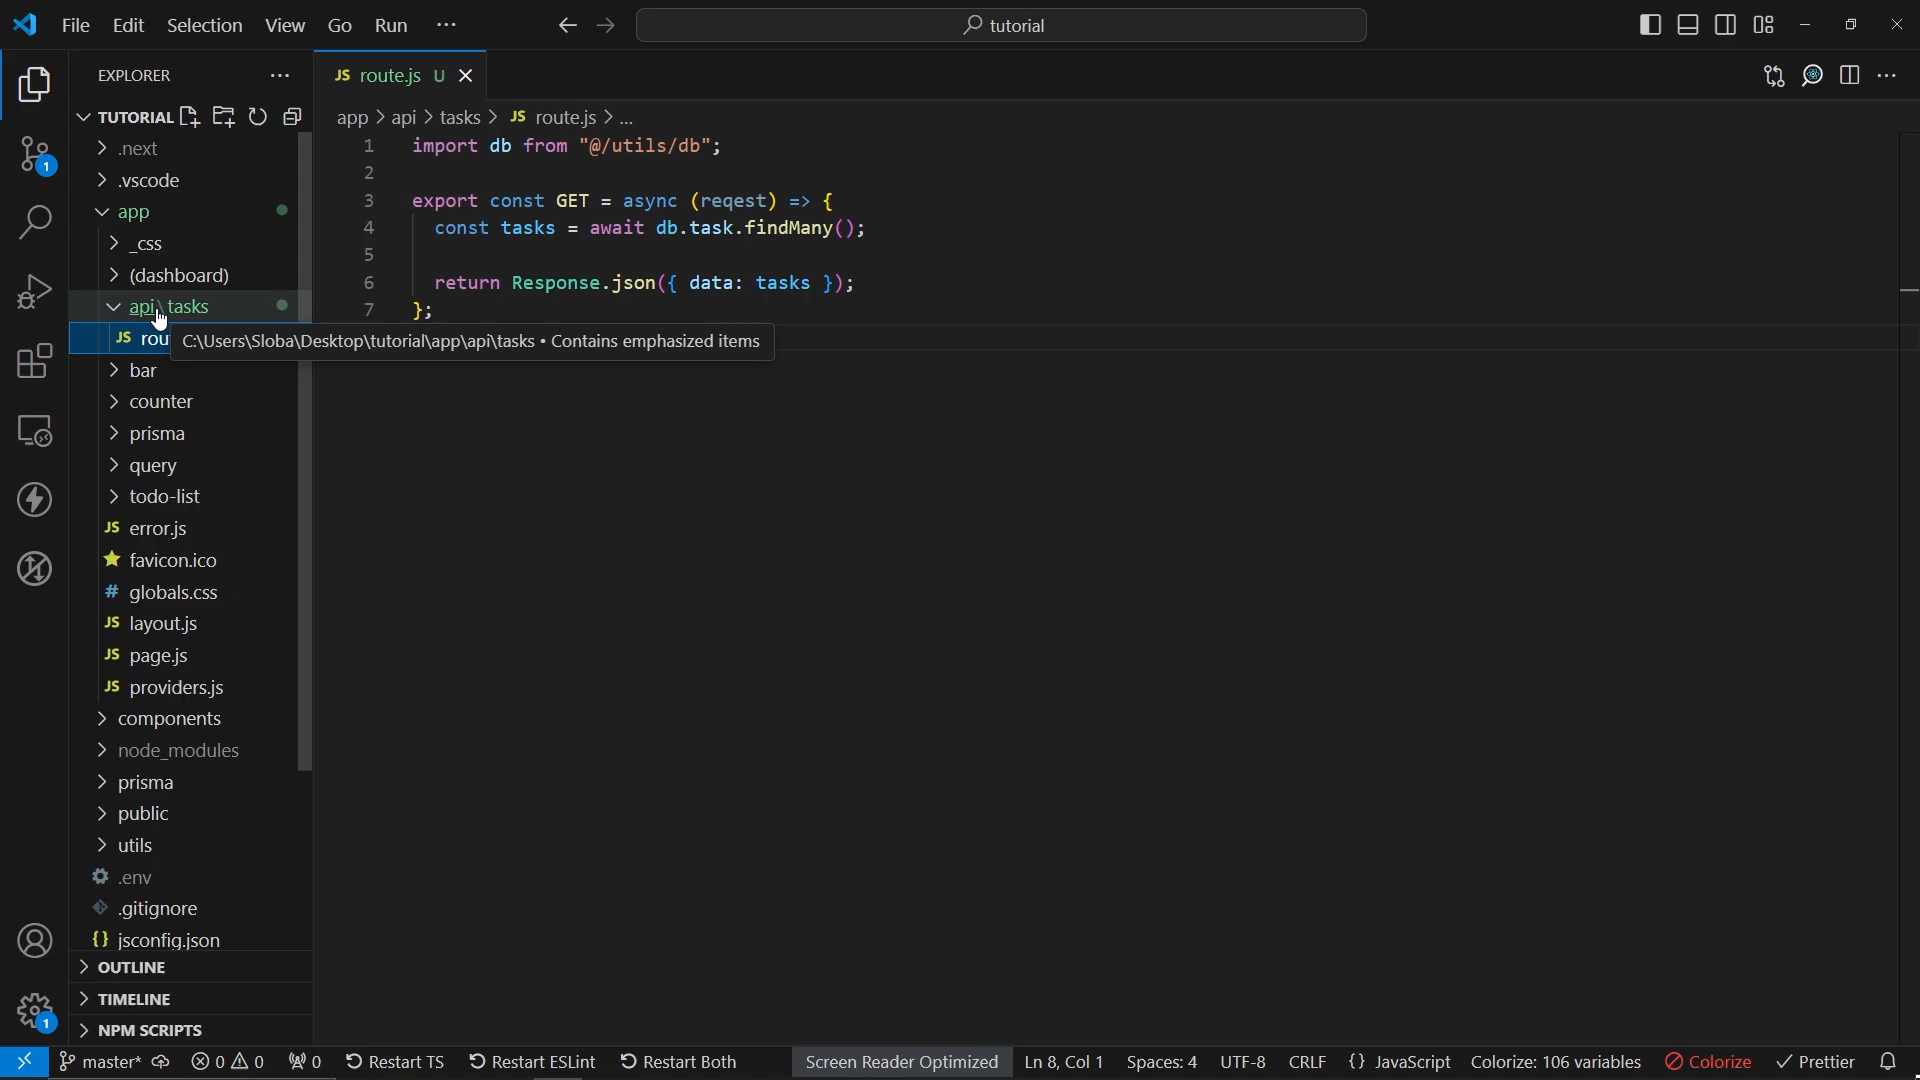 File Edit Selection View Go Run ···
tutorial
EXPLORER
JS route.js U
TUTORIAL
app > api > tasks > JS route.js > ...
> .next
> .vscode
app
> _css
> (dashboard)
api\tasks
JS rou
C:\Users\Sloba\Desktop\tutorial\app\api\tasks • Contains emphasized items
> bar
> counter
> prisma
> query
> todo-list
JS error.js
favicon.ico
# globals.css
JS layout.js
JS page.js
JS providers.js
> components
> node_modules
> prisma
> public
> utils
.env
.gitignore
{} jsconfig.json
> OUTLINE
> TIMELINE
> NPM SCRIPTS
1 import db from "@/utils/db";
2
3 export const GET = async (reqest) => {
4 const tasks = await db.task.findMany();
5
6 return Response.json({ data: tasks });
7 };
1
1
master* 0 0 0 Restart TS Restart ESLint Restart Both Screen Reader Optimized Ln 8, Col 1 Spaces: 4 UTF-8 CRLF {} JavaScript Colorize: 106 variables Colorize Prettier